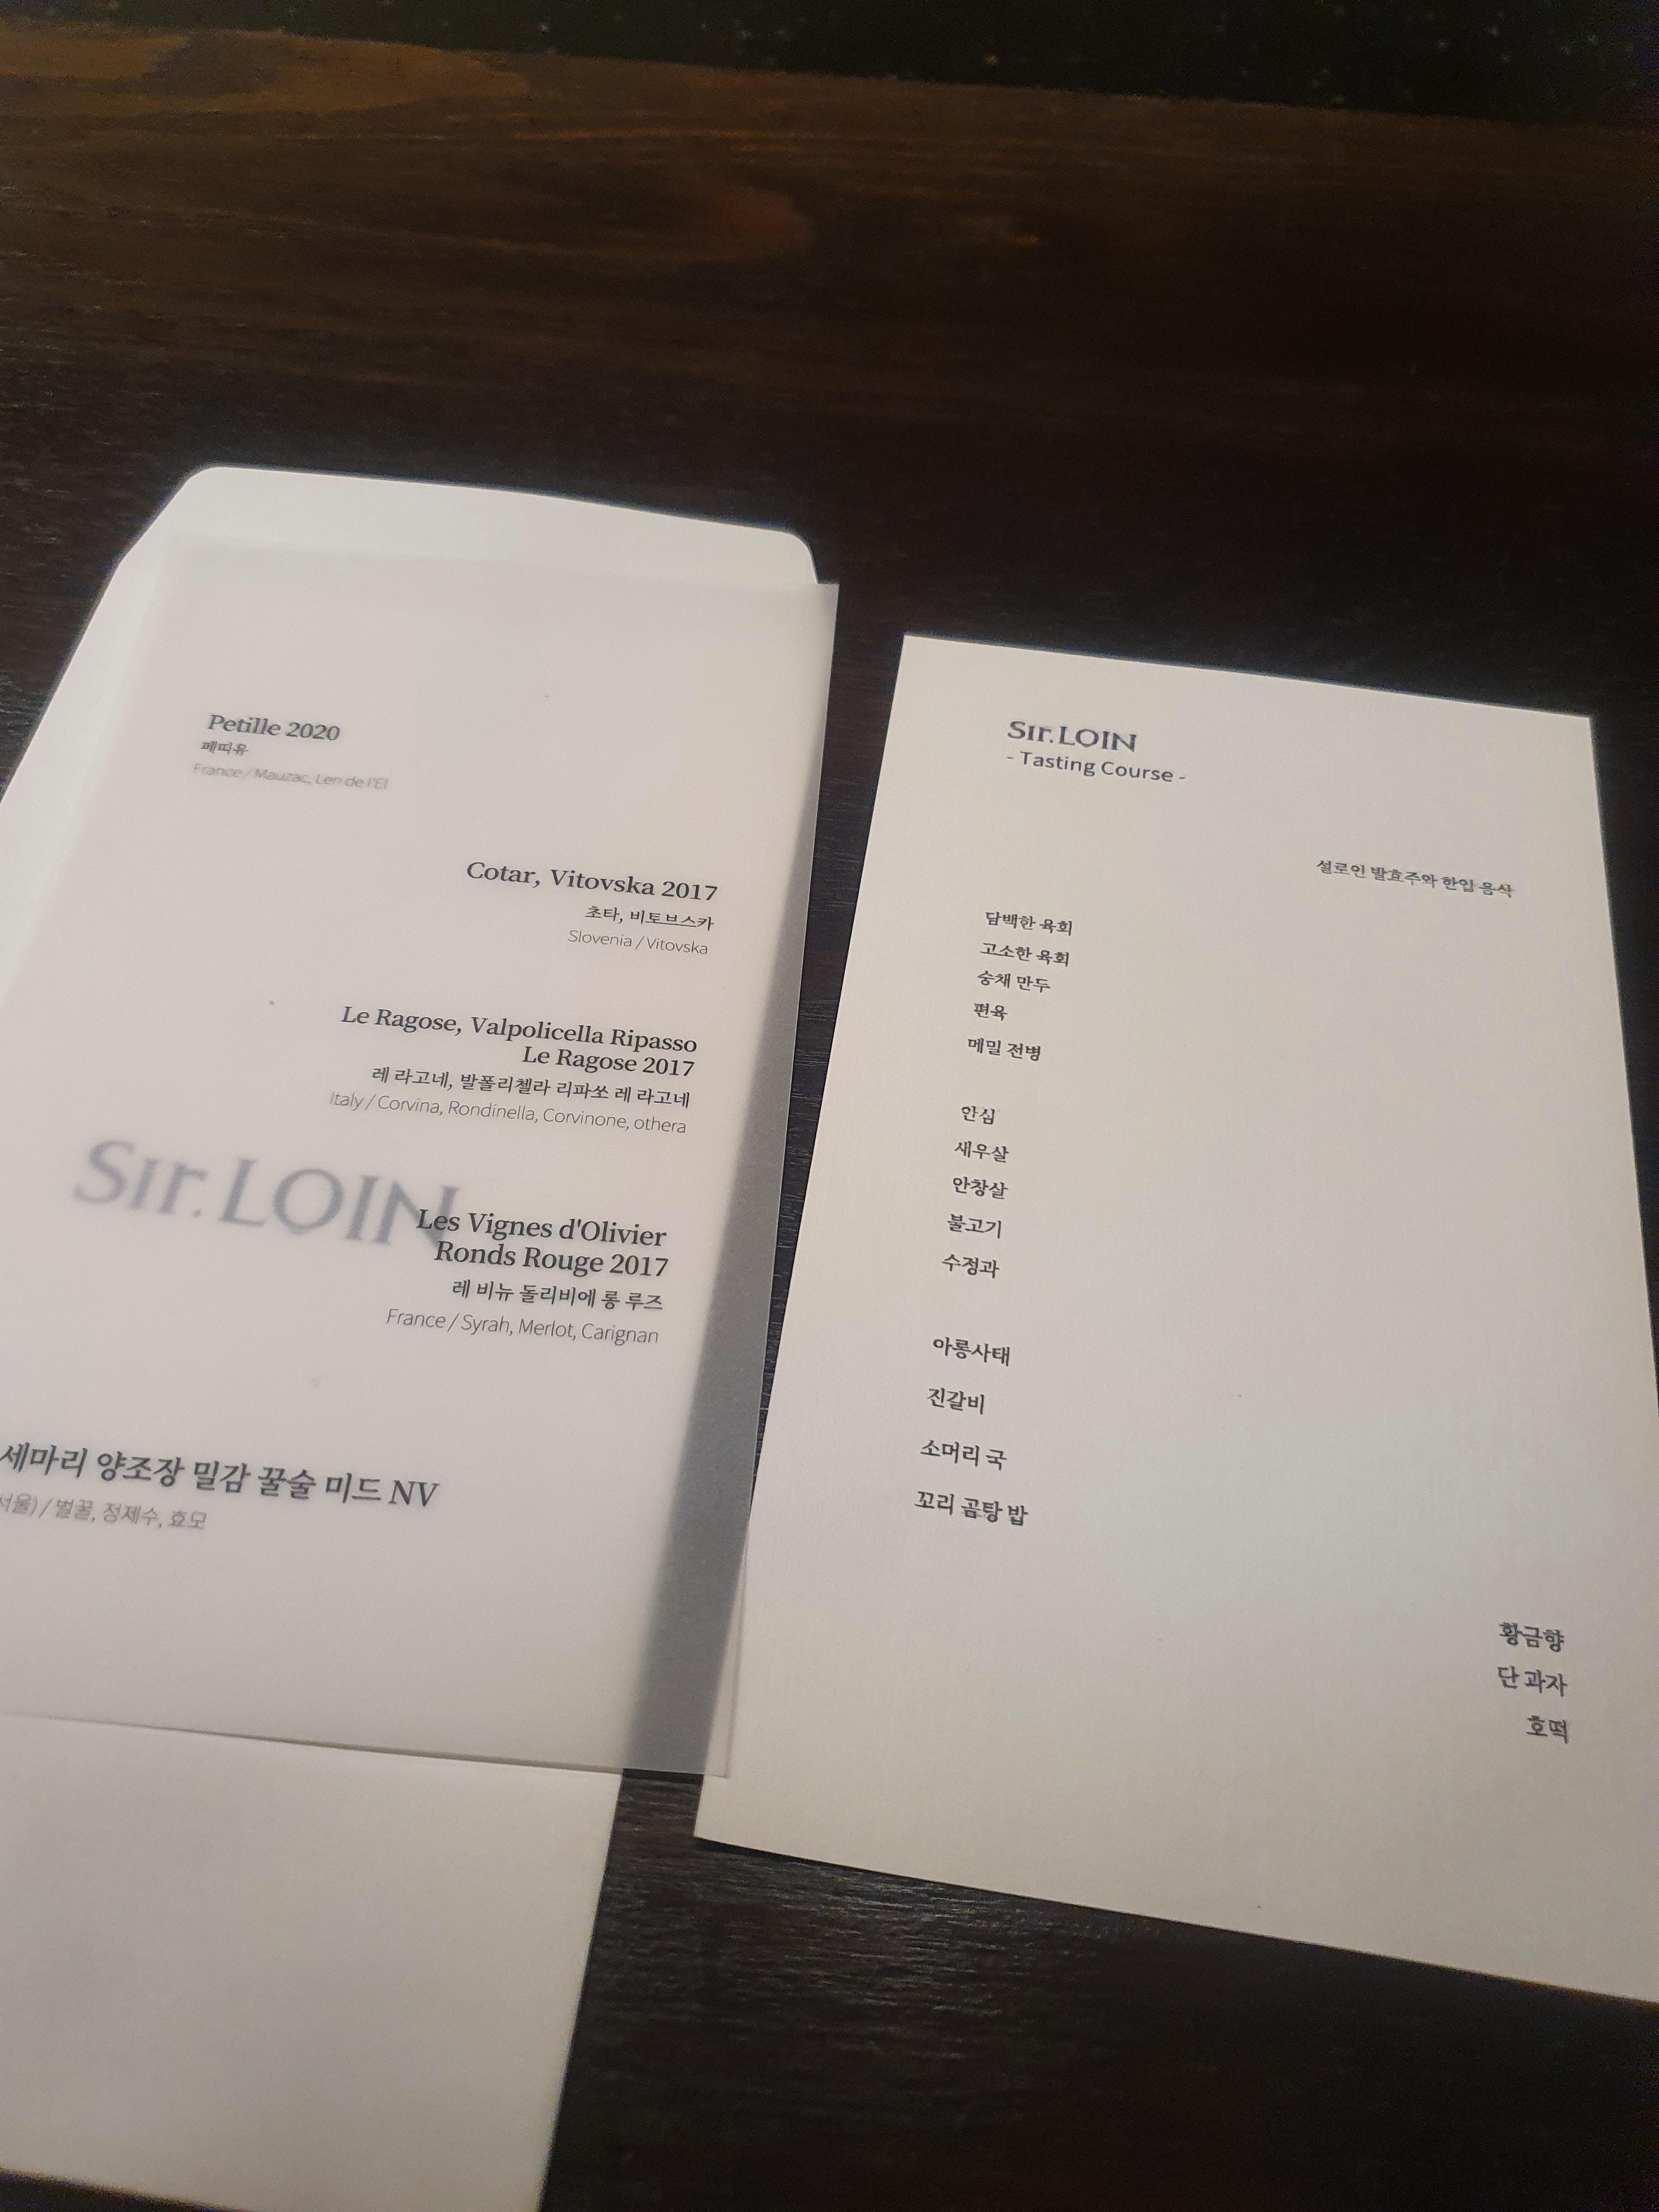 Petille 2020
페띠유
France / Mauzac, Len de l'El
Cotar, Vitovska 2017
초타, 비토브스카
Slovenia / Vitovska
Le Ragose, Valpolicella Ripasso
Le Ragose 2017
레 라고네, 발폴리첼라 리파쏘 레 라고네
Italy / Corvina, Rondinella, Corvinone, othera
Sir.LOIN
Les Vignes d'Olivier
Ronds Rouge 2017
레 비뉴 돌리비에 롱 루즈
France / Syrah, Merlot, Carignan
세마리 양조장 밀감 꿀술 미드 NV
서울) / 벌꿀, 정제수, 효모
Sir.LOIN
- Tasting Course -
설로인 발효주와 한입 음식
담백한 육회
고소한 육회
숭채 만두
편육
메밀 전병
안심
새우살
안창살
불고기
수정과
아롱사태
진갈비
소머리 국
꼬리 곰탕 밥
황금향
단 과자
호떡